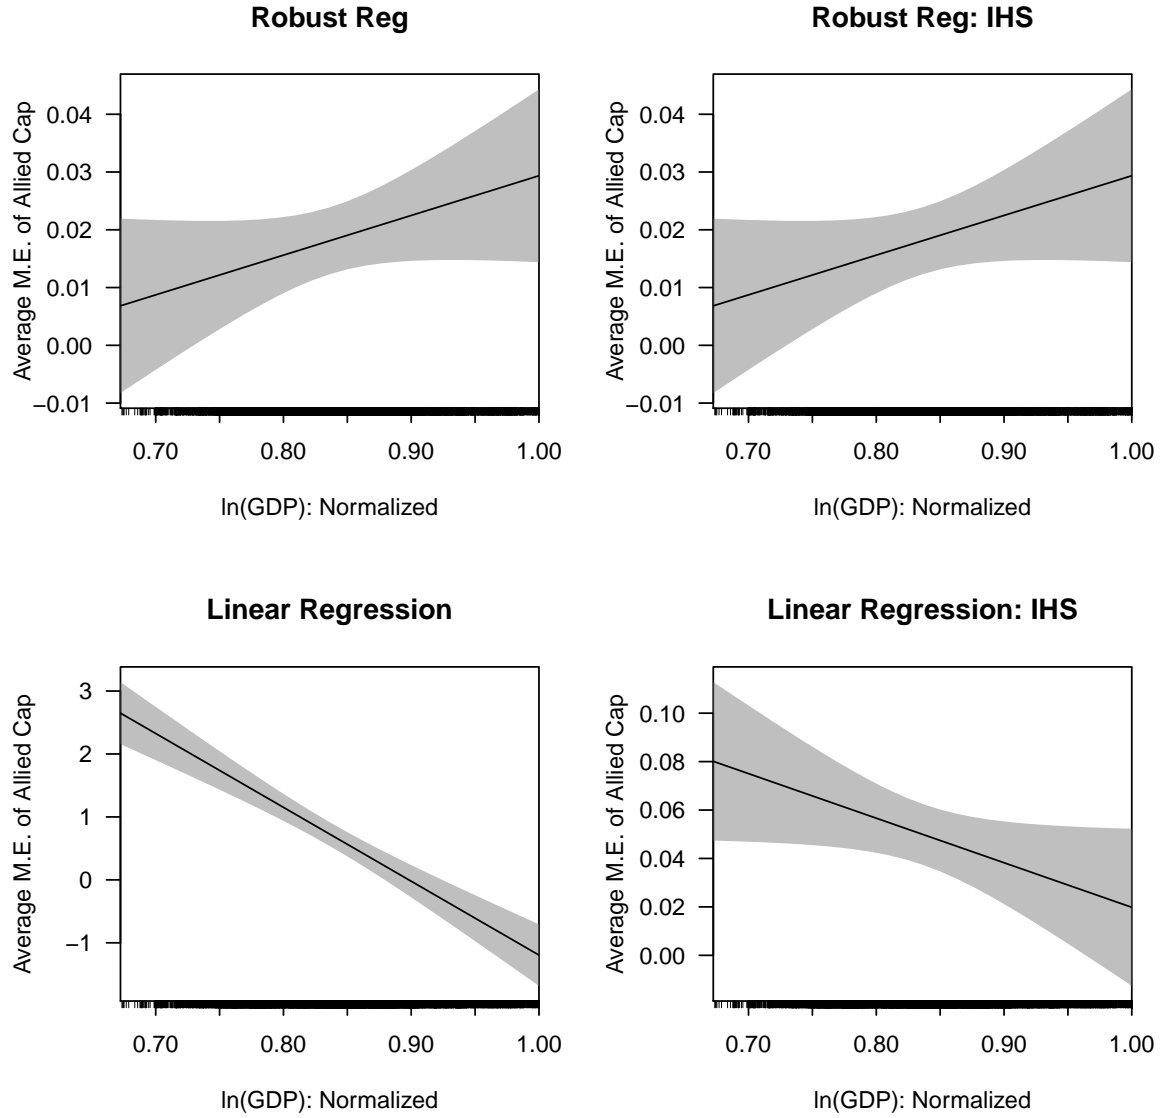 Robust Reg
Average M.E. of Allied Cap
0.04
0.03
0.02
0.01
0.00
−0.01
0.70 0.80 0.90 1.00
ln(GDP): Normalized
Robust Reg: IHS
Average M.E. of Allied Cap
0.04
0.03
0.02
0.01
0.00
−0.01
0.70 0.80 0.90 1.00
ln(GDP): Normalized
Linear Regression
Average M.E. of Allied Cap
3
2
1
0
−1
0.70 0.80 0.90 1.00
ln(GDP): Normalized
Linear Regression: IHS
Average M.E. of Allied Cap
0.10
0.08
0.06
0.04
0.02
0.00
0.70 0.80 0.90 1.00
ln(GDP): Normalized